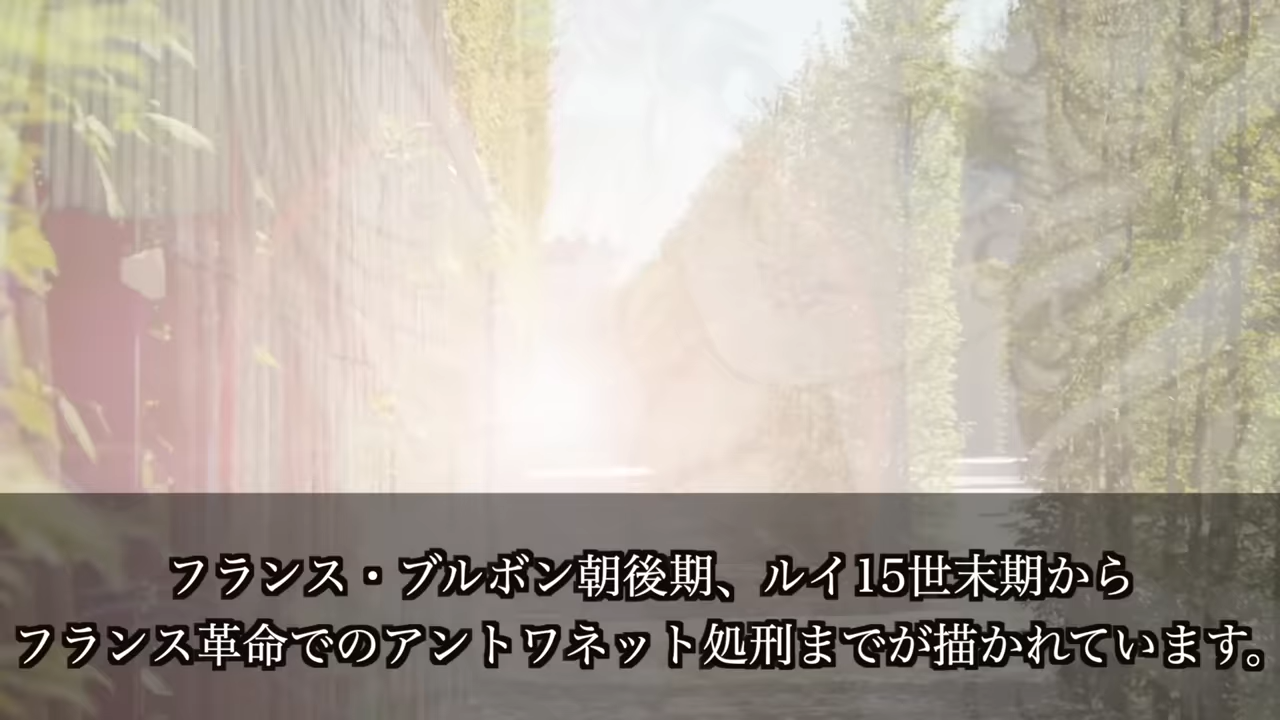 フランス・ブルボン朝後期、ルイ15世末期から
フランス革命でのアントワネット処刑までが描かれています。